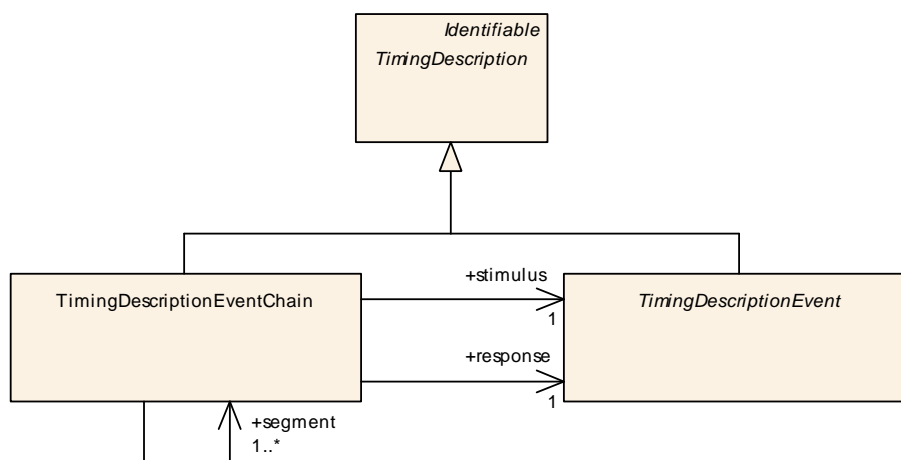 Identifiable
TimingDescription
+stimulus
TimingDescriptionEventChain
TimingDescriptionEvent
1
+response
1
+segment
1..*